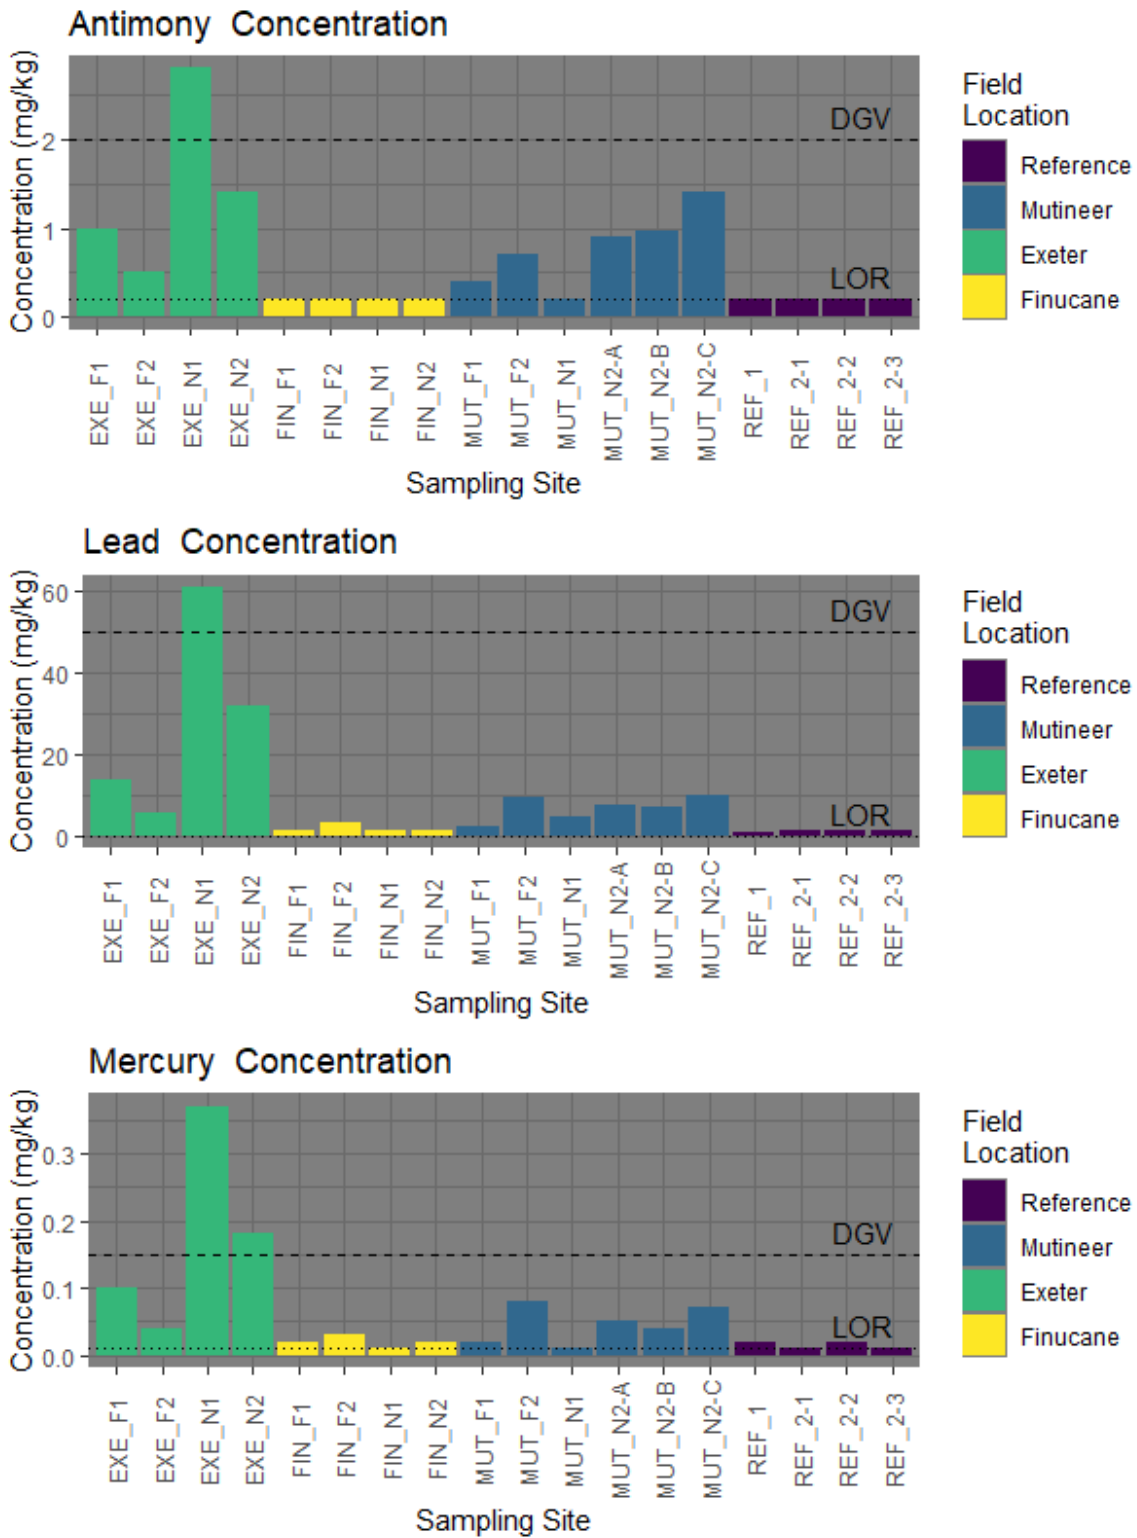 Antimony  Concentration
Concentration (mg/kg)
2
1
0
DGV
LOR
EXE_F1
EXE_F2
EXE_N1
EXE_N2
FIN_F1
FIN_F2
FIN_N1
FIN_N2
MUT_F1
MUT_F2
MUT_N1
MUT_N2-A
MUT_N2-B
MUT_N2-C
REF_1
REF_2-1
REF_2-2
REF_2-3
Sampling Site
Field
Location
Reference
Mutineer
Exeter
Finucane
Lead  Concentration
Concentration (mg/kg)
60
40
20
0
DGV
LOR
EXE_F1
EXE_F2
EXE_N1
EXE_N2
FIN_F1
FIN_F2
FIN_N1
FIN_N2
MUT_F1
MUT_F2
MUT_N1
MUT_N2-A
MUT_N2-B
MUT_N2-C
REF_1
REF_2-1
REF_2-2
REF_2-3
Sampling Site
Field
Location
Reference
Mutineer
Exeter
Finucane
Mercury  Concentration
Concentration (mg/kg)
0.3
0.2
0.1
0.0
DGV
LOR
EXE_F1
EXE_F2
EXE_N1
EXE_N2
FIN_F1
FIN_F2
FIN_N1
FIN_N2
MUT_F1
MUT_F2
MUT_N1
MUT_N2-A
MUT_N2-B
MUT_N2-C
REF_1
REF_2-1
REF_2-2
REF_2-3
Sampling Site
Field
Location
Reference
Mutineer
Exeter
Finucane